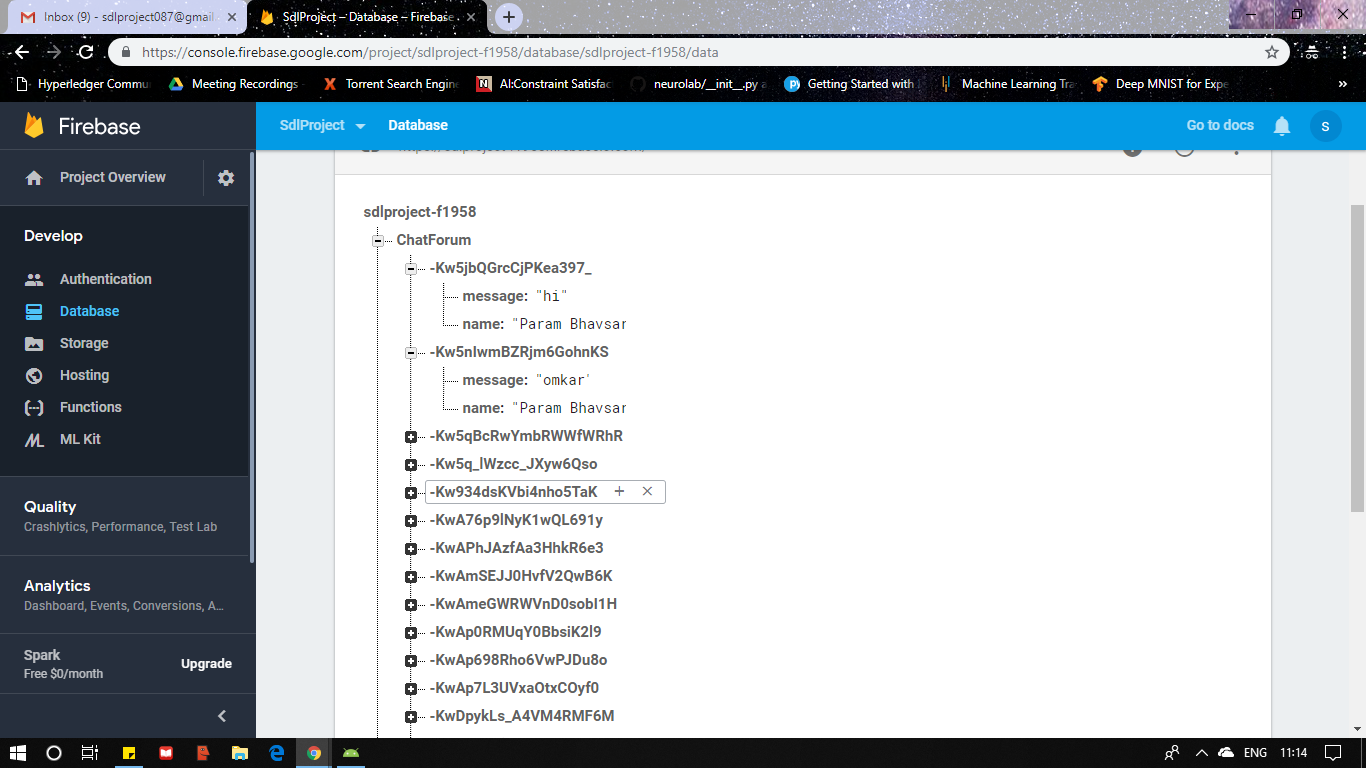 Inbox (9) - sdlproject087@gmail
SdlProject – Database – Firebase
https://console.firebase.google.com/project/sdlproject-f1958/database/sdlproject-f1958/data
Hyperledger Commu
Meeting Recordings
Torrent Search Engin
AI:Constraint Satisfac
neurolab/__init__.py a
Getting Started with
Machine Learning Tra
Deep MNIST for Expe
»
Firebase
SdlProject
Database
Go to docs
S
Project Overview
Develop
Authentication
Database
Storage
Hosting
Functions
ML Kit
Quality
Crashlytics, Performance, Test Lab
Analytics
Dashboard, Events, Conversions, A...
Spark
Free $0/month
Upgrade
sdlproject-f1958
ChatForum
-Kw5jbQGrcCjPKea397_
message: "hi"
name: "Param Bhavsar
-Kw5nIwmBZRjm6GohnKS
message: "omkar'
name: "Param Bhavsar
-Kw5qBcRwYmbRWWfWRhR
-Kw5q_lWzcc_JXyw6Qso
-Kw934dsKVbi4nho5TaK
-KwA76p9lNyK1wQL691y
-KwAPhJAzfAa3HhkR6e3
-KwAmSEJJ0HvfV2QwB6K
-KwAmeGWRWVnD0sobI1H
-KwAp0RMUqY0BbsiK2l9
-KwAp698Rho6VwPJDu8o
-KwAp7L3UVxaOtxCOyf0
-KwDpykLs_A4VM4RMF6M
ENG
11:14